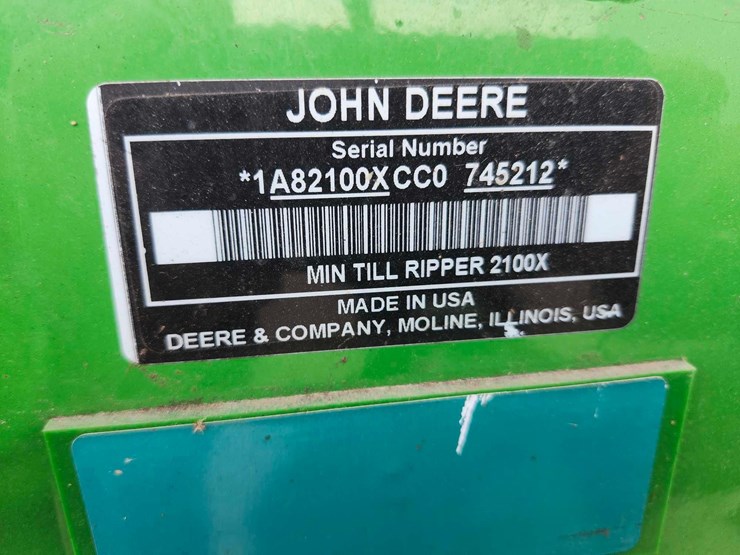 JOHN DEERE
Serial Number
*1A82100XCC0 745212*
MIN TILL RIPPER 2100X
MADE IN USA
DEERE & COMPANY, MOLINE, ILLINOIS, USA